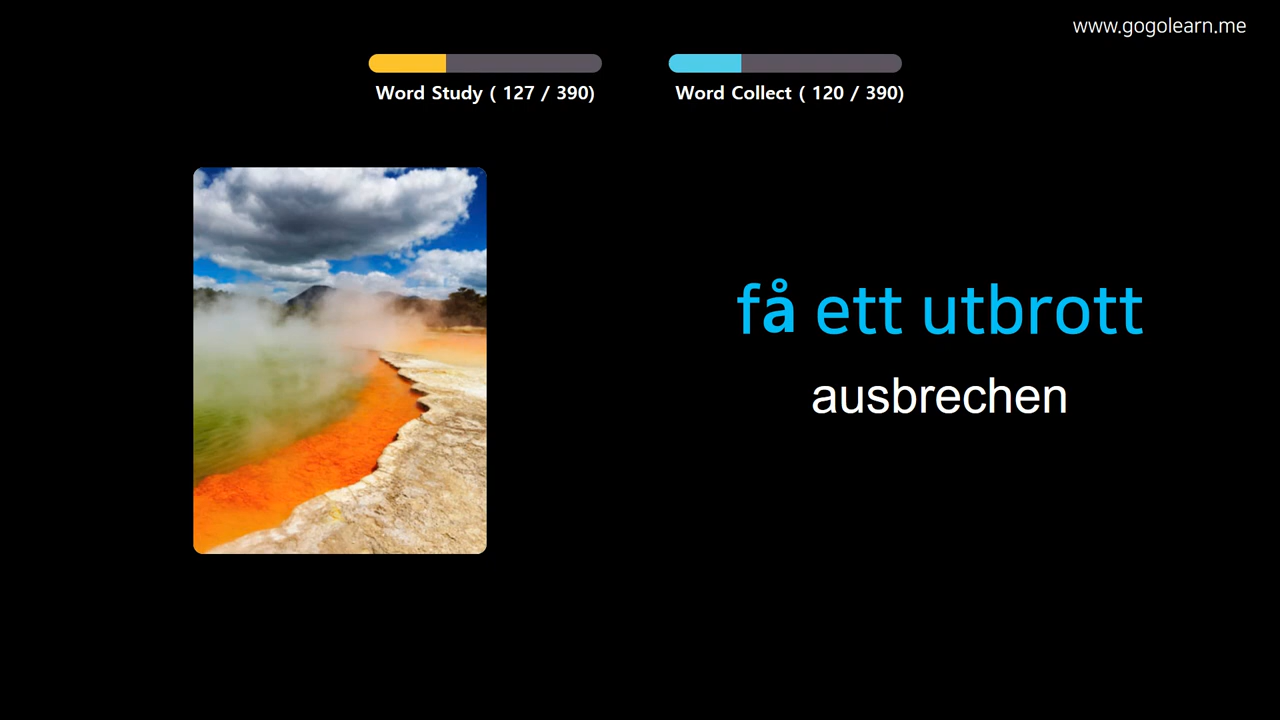 www.gogolearn.me
Word Study ( 127 / 390)
Word Collect ( 120 / 390)
få ett utbrott
ausbrechen